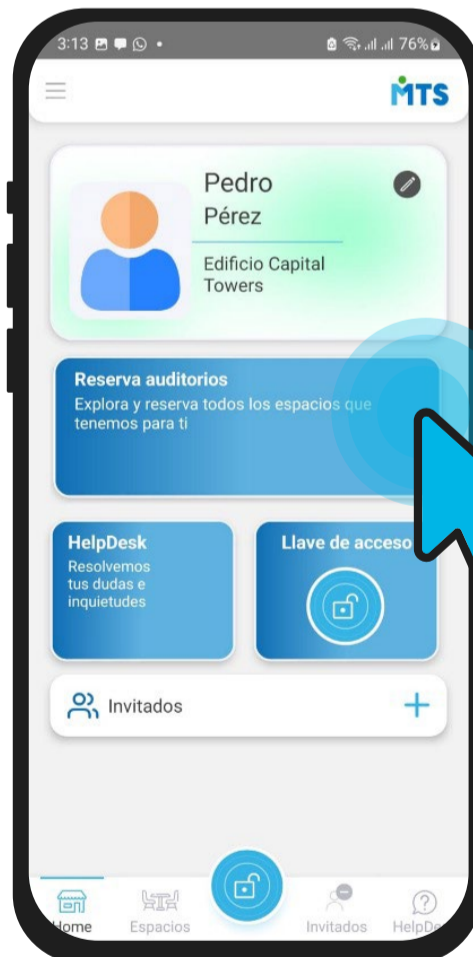 3:13 76%
MTS
Pedro
Pérez
Edificio Capital
Towers
Reserva auditorios
Explora y reserva todos los espacios que
tenemos para ti
HelpDesk
Resolvemos
tus dudas e
inquietudes
Llave de acceso
Invitados
Home Espacios Invitados HelpDe